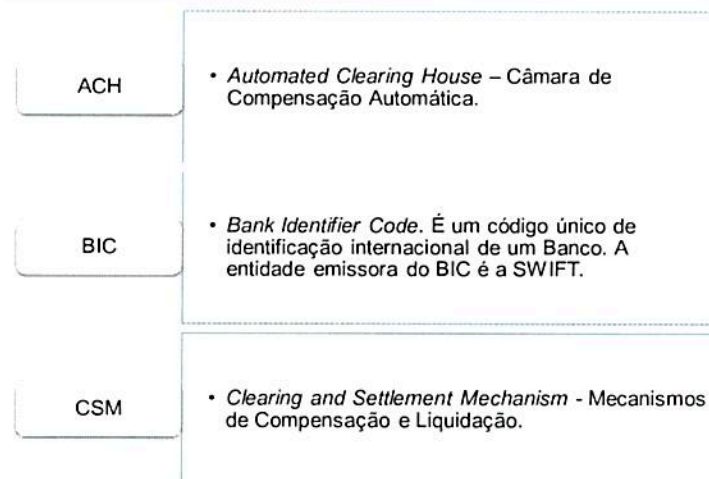 ACH
• Automated Clearing House – Câmara de
Compensação Automática.
BIC
• Bank Identifier Code. É um código único de
identificação internacional de um Banco. A
entidade emissora do BIC é a SWIFT.
CSM
• Clearing and Settlement Mechanism - Mecanismos
de Compensação e Liquidação.